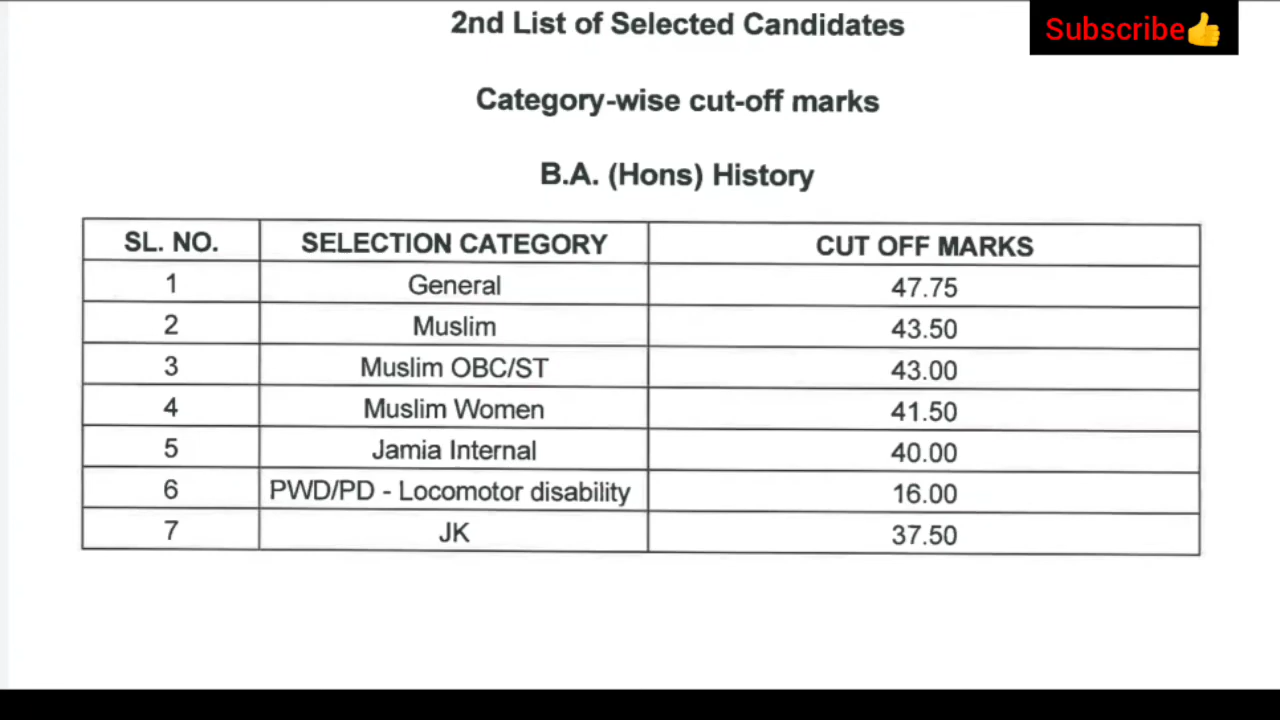 2nd List of Selected Candidates
Subscribe👍
Category-wise cut-off marks
B.A. (Hons) History
SL. NO. SELECTION CATEGORY CUT OFF MARKS
1 General 47.75
2 Muslim 43.50
3 Muslim OBC/ST 43.00
4 Muslim Women 41.50
5 Jamia Internal 40.00
6 PWD/PD - Locomotor disability 16.00
7 JK 37.50